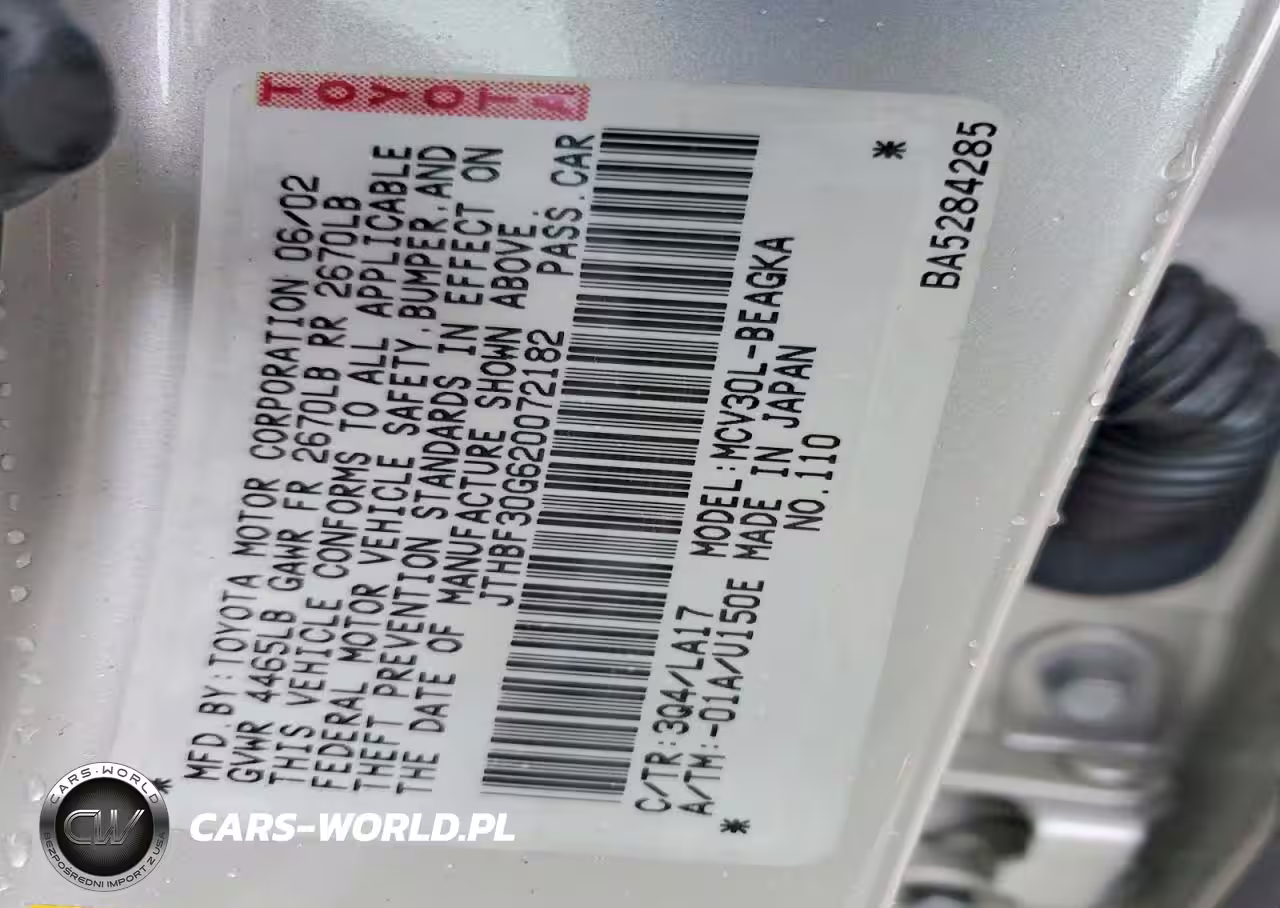 TOYOTA
MFD.BY:TOYOTA MOTOR CORPORATION 06/02
GVWR 4465LB GAWR FR 2670LB RR 2670LB
THIS VEHICLE CONFORMS TO ALL APPLICABLE
FEDERAL MOTOR VEHICLE SAFETY,BUMPER,AND
THEFT PREVENTION STANDARDS IN EFFECT ON
THE DATE OF MANUFACTURE SHOWN ABOVE.
JTHBF30G620072182 PASS.CAR
C/TR:3Q4/LA17 MODEL:MCV30L-BEAGKA
A/TM:-01A/U150E MADE IN JAPAN
NO.110
BA5284285
CARS-WORLD
CW
BEZPOŚREDNI IMPORT Z USA
CARS-WORLD.PL